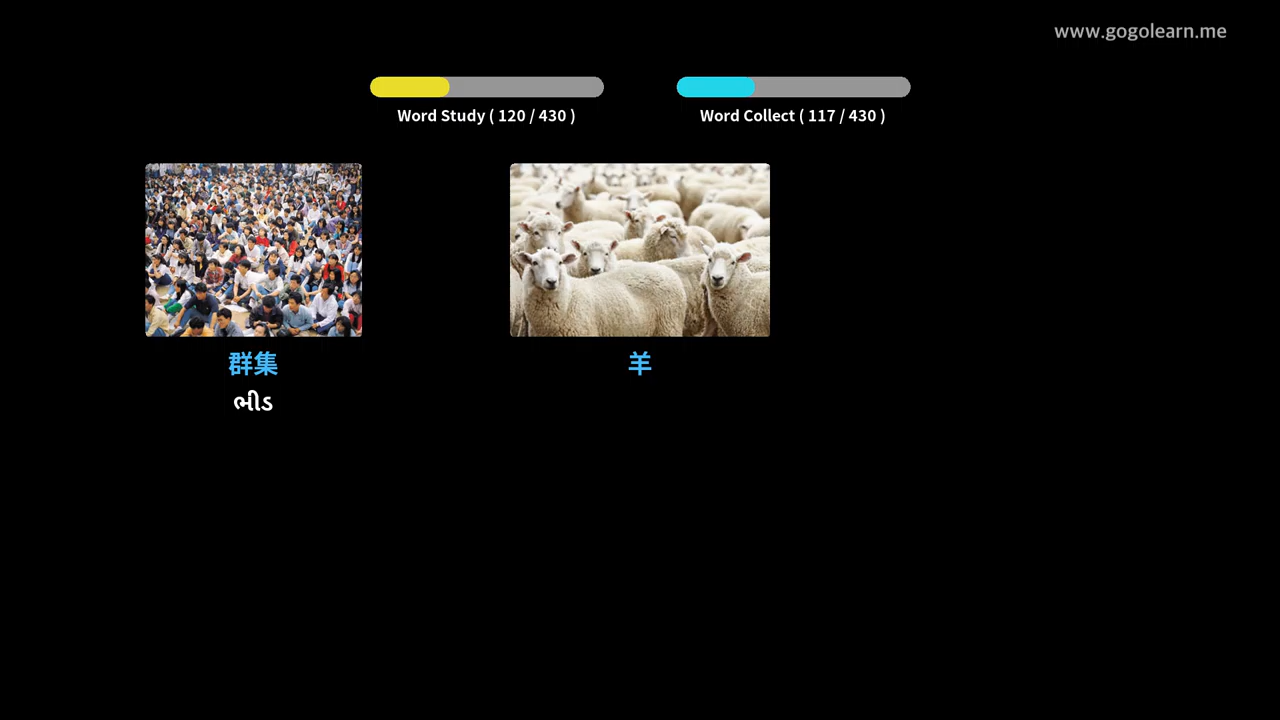 www.gogolearn.me
Word Study ( 120 / 430 )
Word Collect ( 117 / 430 )
群集
ભીડ
羊